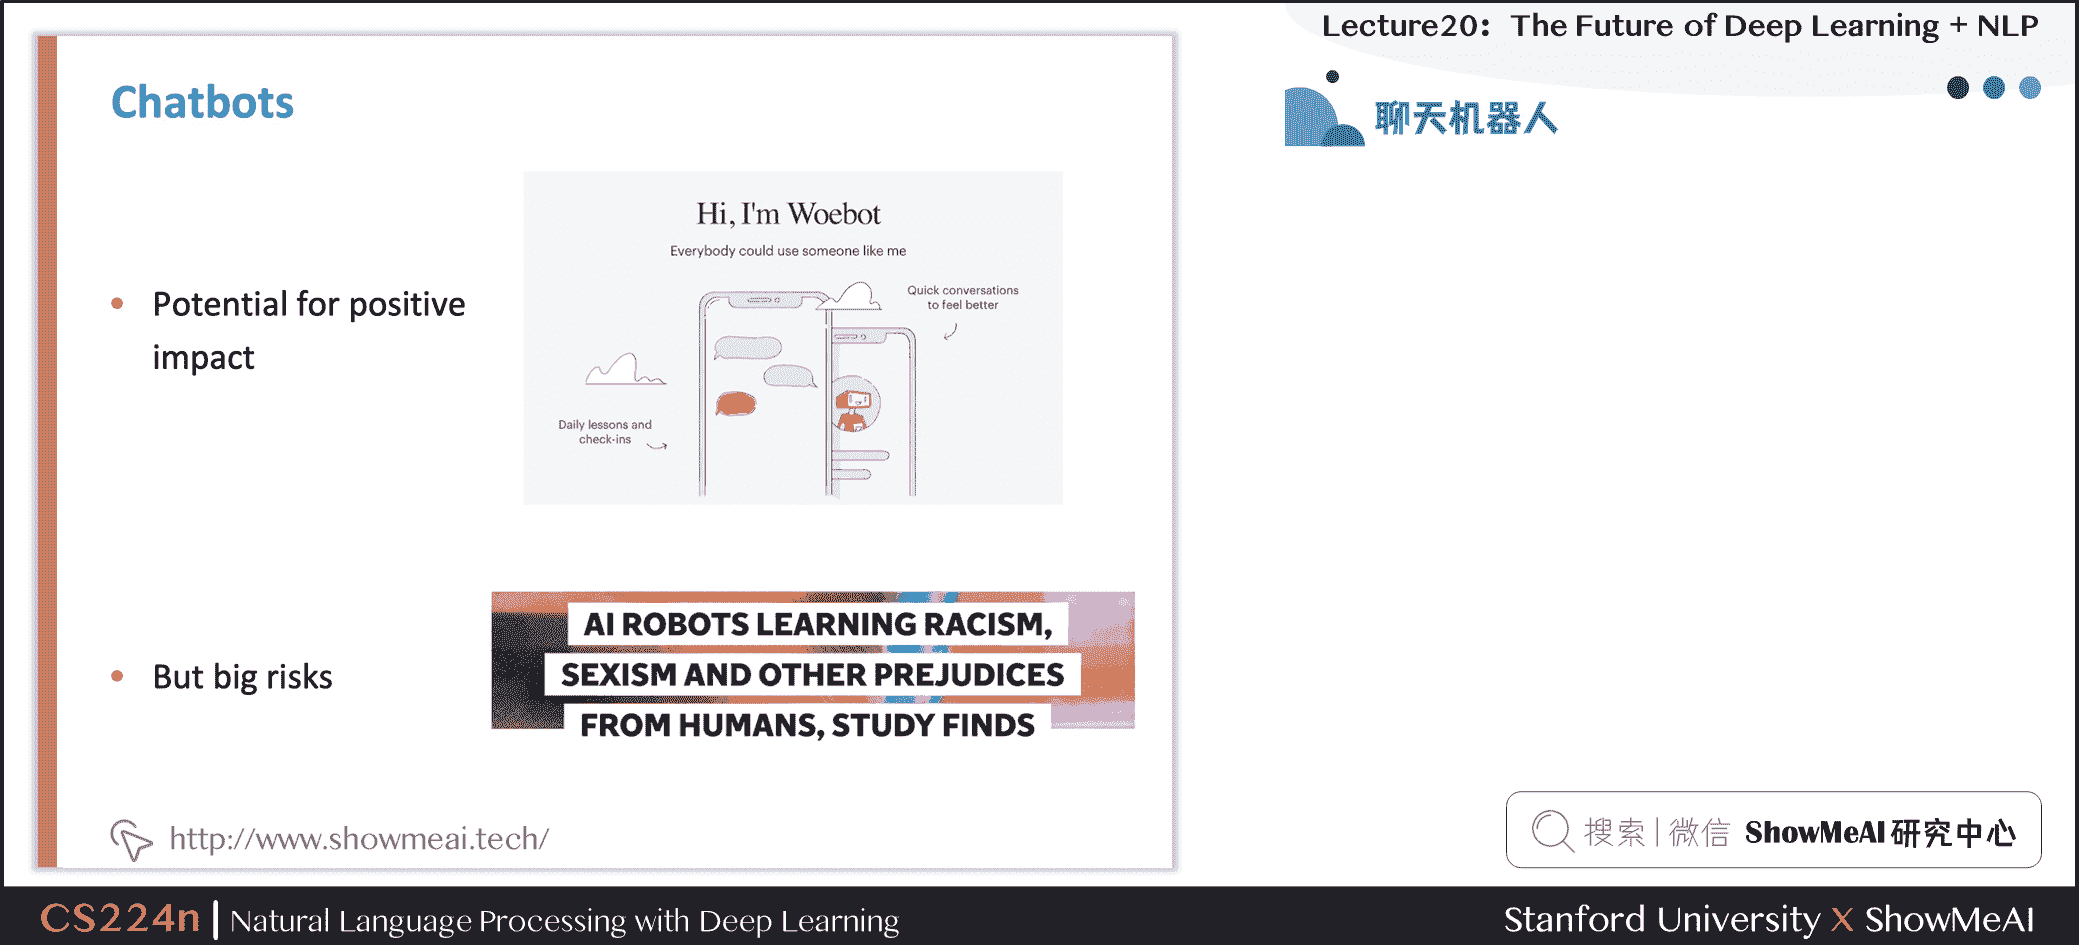 Lecture20: The Future of Deep Learning + NLP
Chatbots
聊天机器人
Hi, I'm Woebot
Everybody could use someone like me
Quick conversations
to feel better
Potential for positive
impact
Daily lessons and
check-ins
AI ROBOTS LEARNING RACISM,
SEXISM AND OTHER PREJUDICES
FROM HUMANS, STUDY FINDS
But big risks
http://www.showmeai.tech/
搜索 | 微信 ShowMeAI 研究中心
CS224n | Natural Language Processing with Deep Learning
Stanford University X ShowMeAI